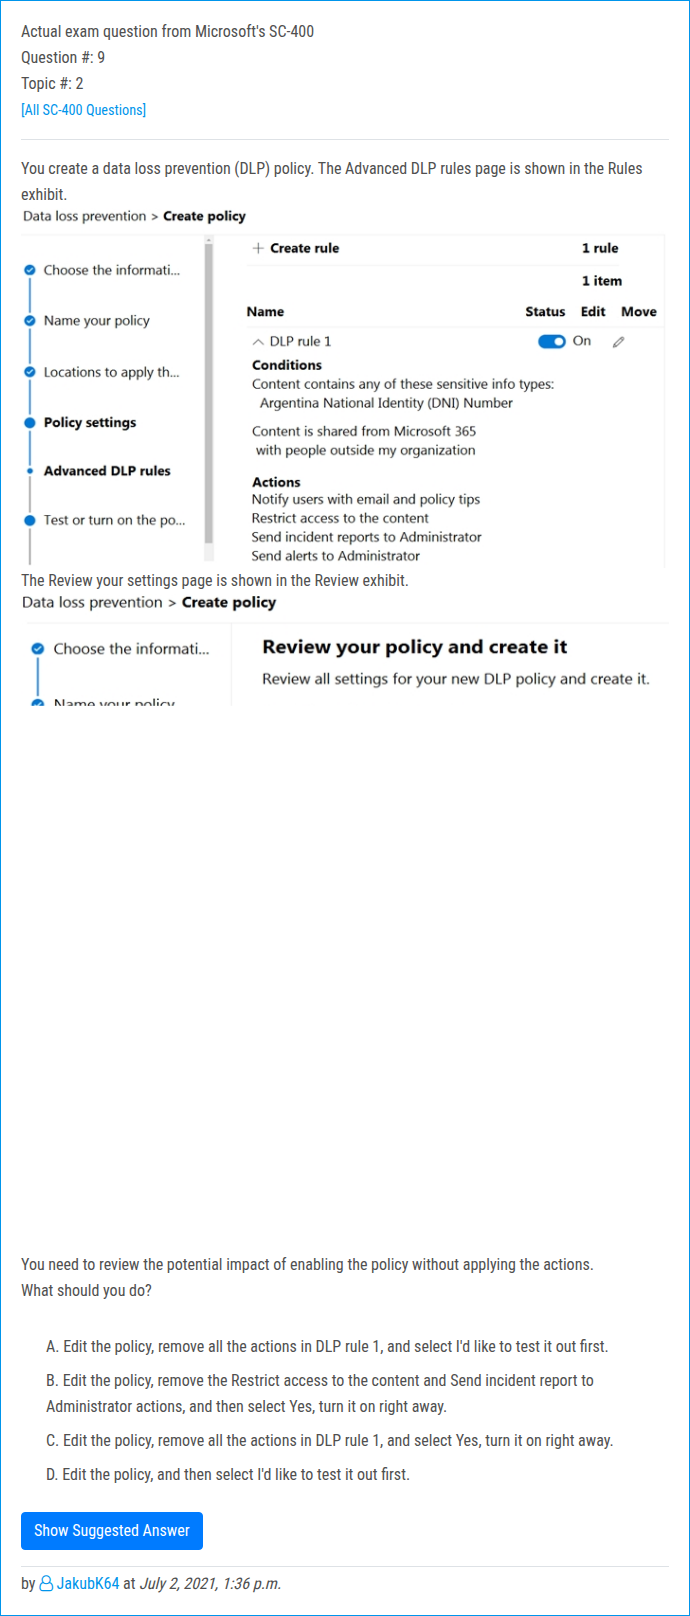 Actual exam question from Microsoft's SC-400
Question #: 9
Topic #: 2
[All SC-400 Questions]
You create a data loss prevention (DLP) policy. The Advanced DLP rules page is shown in the Rules
exhibit.
Data loss prevention > Create policy
Choose the informati...
Name your policy
Locations to apply th...
Policy settings
Advanced DLP rules
Test or turn on the po...
+ Create rule 1 rule
1 item
Name Status Edit Move
DLP rule 1 On
Conditions
Content contains any of these sensitive info types:
Argentina National Identity (DNI) Number
Content is shared from Microsoft 365
with people outside my organization
Actions
Notify users with email and policy tips
Restrict access to the content
Send incident reports to Administrator
Send alerts to Administrator
The Review your settings page is shown in the Review exhibit.
Data loss prevention > Create policy
Choose the informati...
Name your policy
Review your policy and create it
Review all settings for your new DLP policy and create it.
You need to review the potential impact of enabling the policy without applying the actions.
What should you do?
A. Edit the policy, remove all the actions in DLP rule 1, and select I'd like to test it out first.
B. Edit the policy, remove the Restrict access to the content and Send incident report to
Administrator actions, and then select Yes, turn it on right away.
C. Edit the policy, remove all the actions in DLP rule 1, and select Yes, turn it on right away.
D. Edit the policy, and then select I'd like to test it out first.
Show Suggested Answer
by JakubK64 at July 2, 2021, 1:36 p.m.